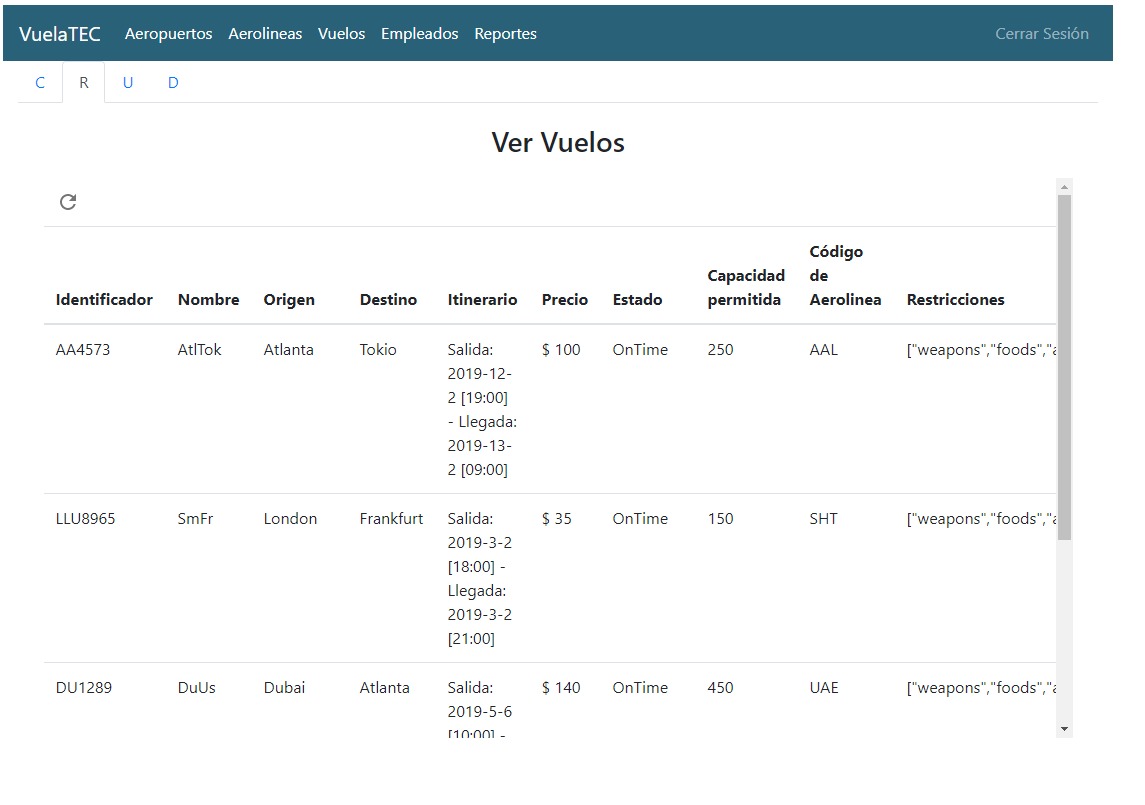 VuelaTEC Aeropuertos Aerolineas Vuelos Empleados Reportes Cerrar Sesión
C R U D
Ver Vuelos
Identificador Nombre Origen Destino Itinerario Precio Estado Capacidad permitida Código de Aerolinea Restricciones
AA4573 AtlTok Atlanta Tokio Salida: $ 100 OnTime 250 AAL ["weapons","foods","a
2019-12-
2 [19:00]
- Llegada:
2019-13-
2 [09:00]
LLU8965 SmFr London Frankfurt Salida: $ 35 OnTime 150 SHT ["weapons","foods","a
2019-3-2
[18:00] -
Llegada:
2019-3-2
[21:00]
DU1289 DuUs Dubai Atlanta Salida: $ 140 OnTime 450 UAE ["weapons","foods","a
2019-5-6
[10:00] -